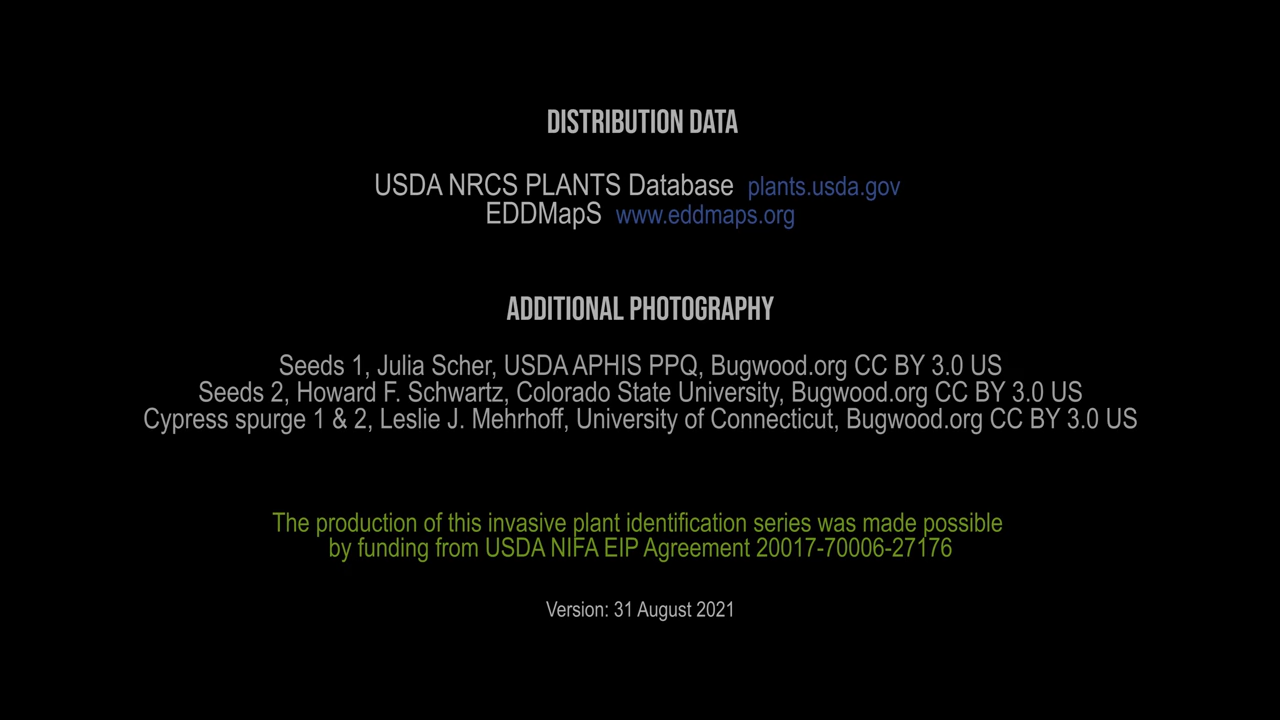 DISTRIBUTION DATA
USDA NRCS PLANTS Database plants.usda.gov
EDDMapS www.eddmaps.org
ADDITIONAL PHOTOGRAPHY
Seeds 1, Julia Scher, USDA APHIS PPQ, Bugwood.org CC BY 3.0 US
Seeds 2, Howard F. Schwartz, Colorado State University, Bugwood.org CC BY 3.0 US
Cypress spurge 1 & 2, Leslie J. Mehrhoff, University of Connecticut, Bugwood.org CC BY 3.0 US
The production of this invasive plant identification series was made possible
by funding from USDA NIFA EIP Agreement 20017-70006-27176
Version: 31 August 2021